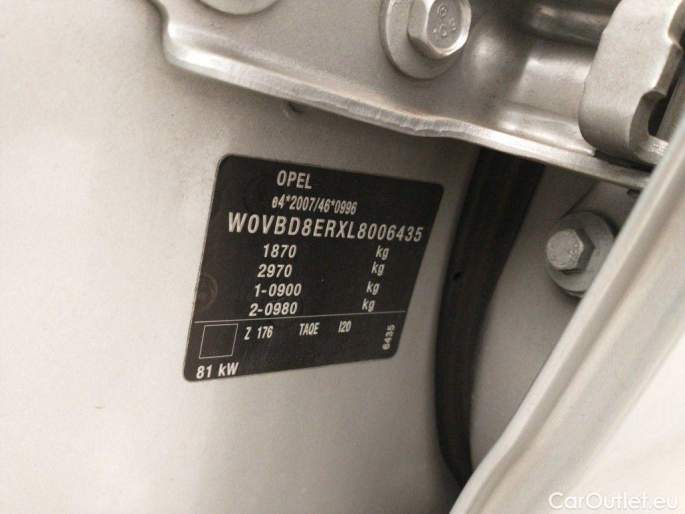 OPEL
e4*2007/46*0996
W0VBD8ERXL8006435
1870 kg
2970 kg
1-0900 kg
2-0980 kg
Z 176 TAQE I20 6435
81 kW
CarOutlet.eu